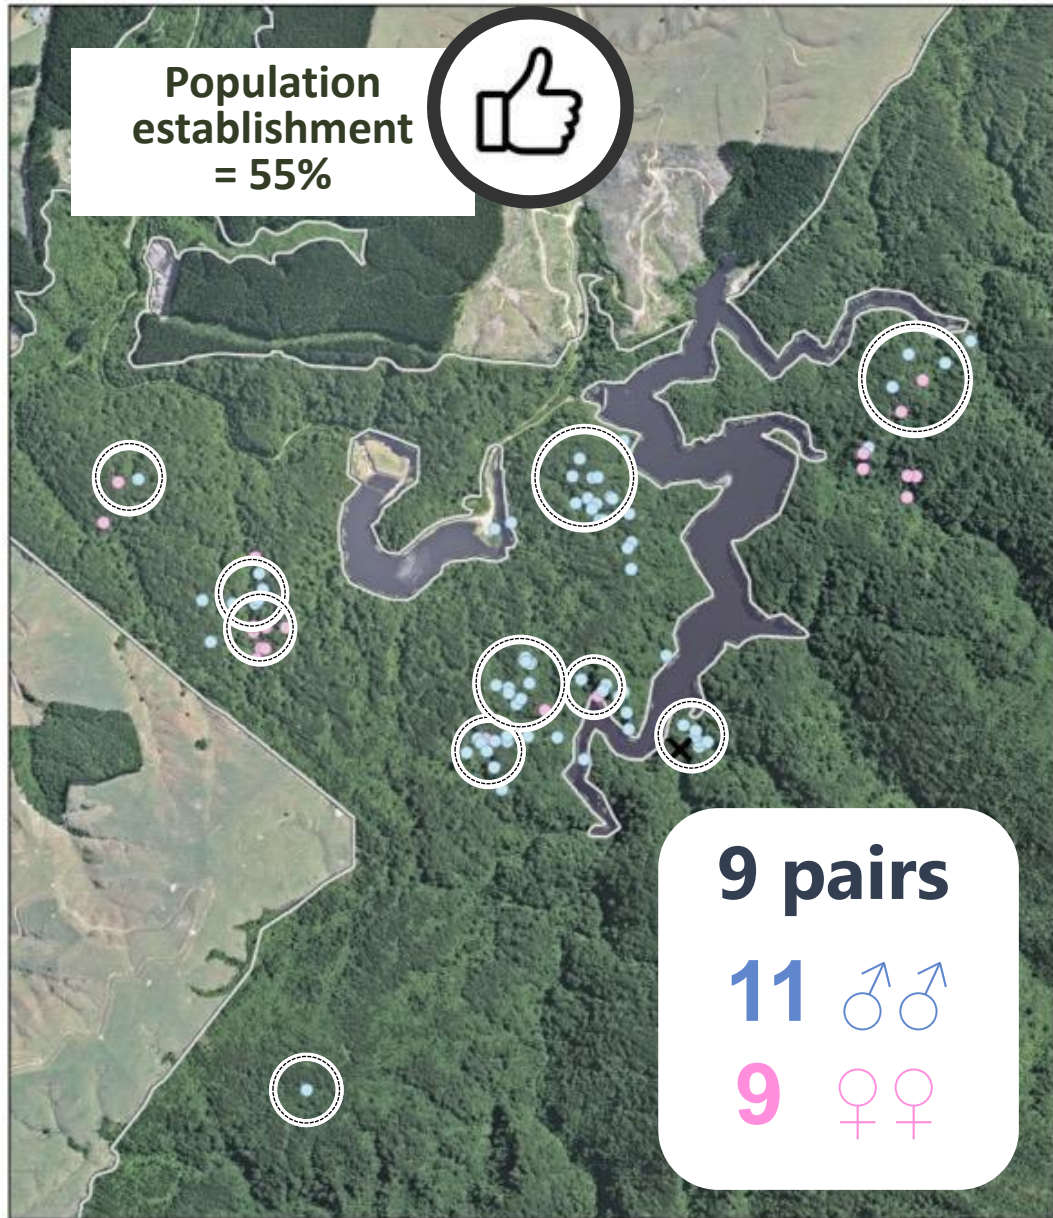 Population
establishment
= 55%
9 pairs
11 ♂♂
9 ♀♀